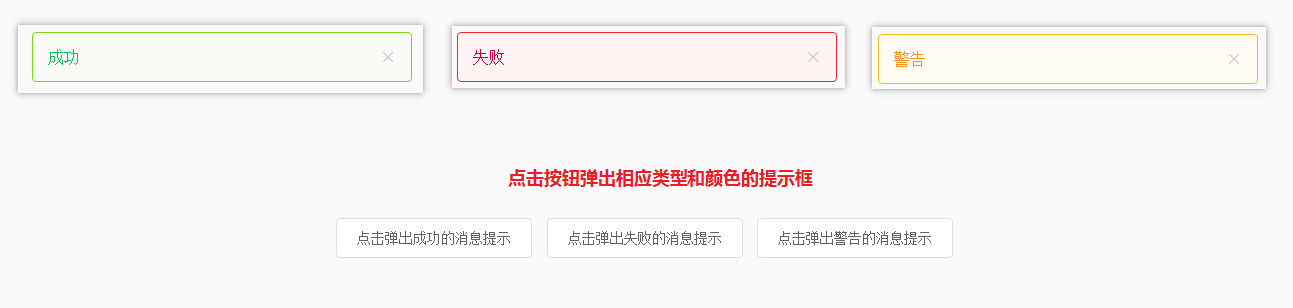 成功
失败
警告
点击按钮弹出相应类型和颜色的提示框
点击弹出成功的消息提示
点击弹出失败的消息提示
点击弹出警告的消息提示